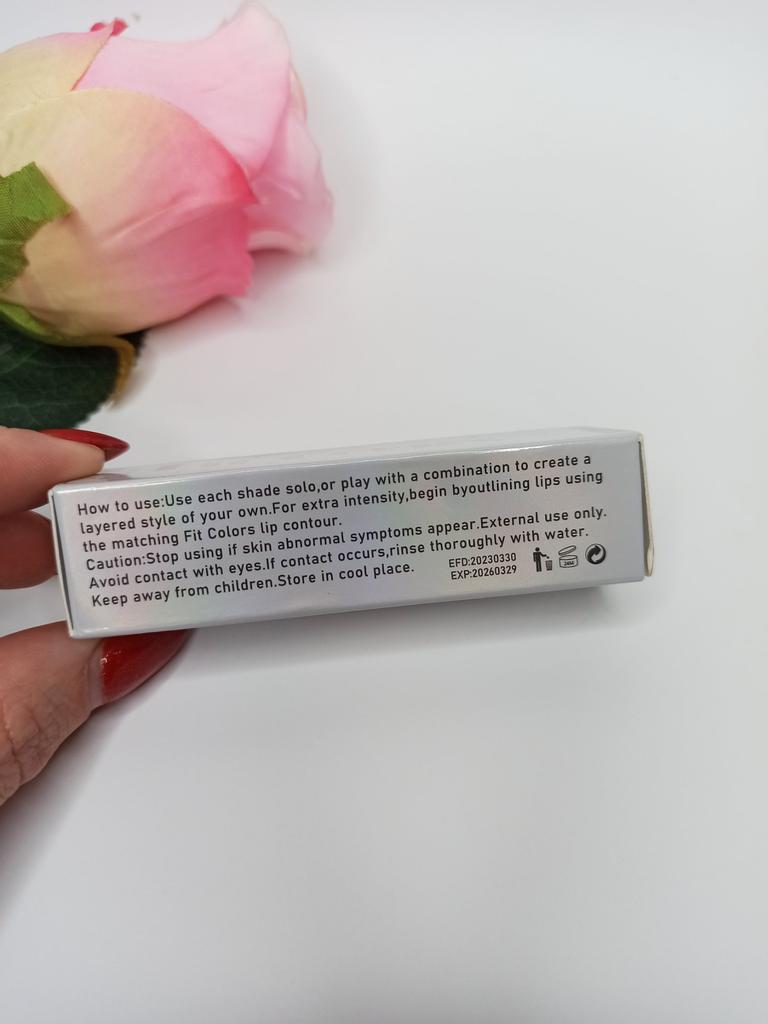 How to use:Use each shade solo,or play with a combination to create a
layered style of your own.For extra intensity,begin byoutlining lips using
the matching Fit Colors lip contour.
Caution:Stop using if skin abnormal symptoms appear.External use only.
Avoid contact with eyes.If contact occurs,rinse thoroughly with water.
Keep away from children.Store in cool place.
EFD:20230330
EXP:20260329
24M